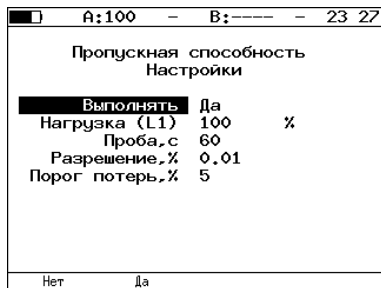 A:100 – B:---- – 23 27
Пропускная способность
Настройки
Выполнять Да
Нагрузка (L1) 100 %
Проба,с 60
Разрешение,% 0.01
Порог потерь,% 5
Нет Да